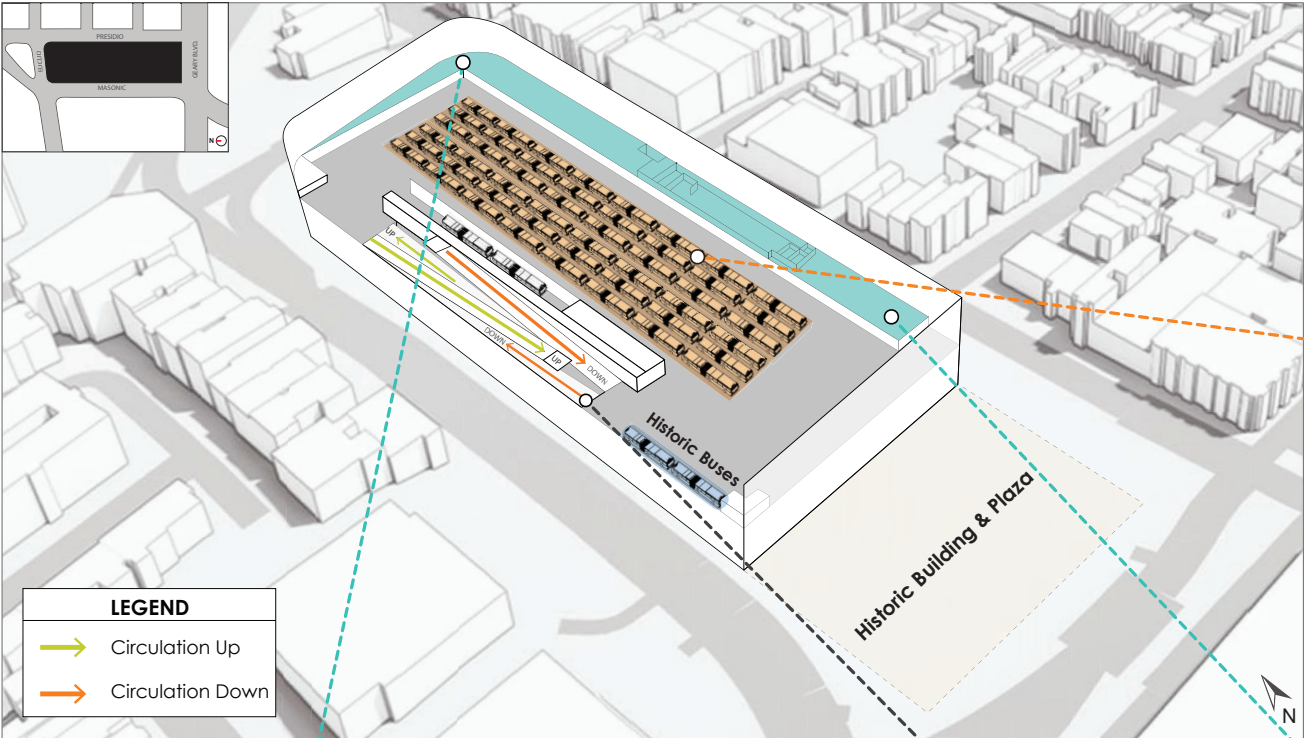 PRESIDIO
EUCLID
GEARY BLVD.
MASONIC
N
UP
DOWN
UP
DOWN
Historic Buses
Historic Building & Plaza
LEGEND
Circulation Up
Circulation Down
N